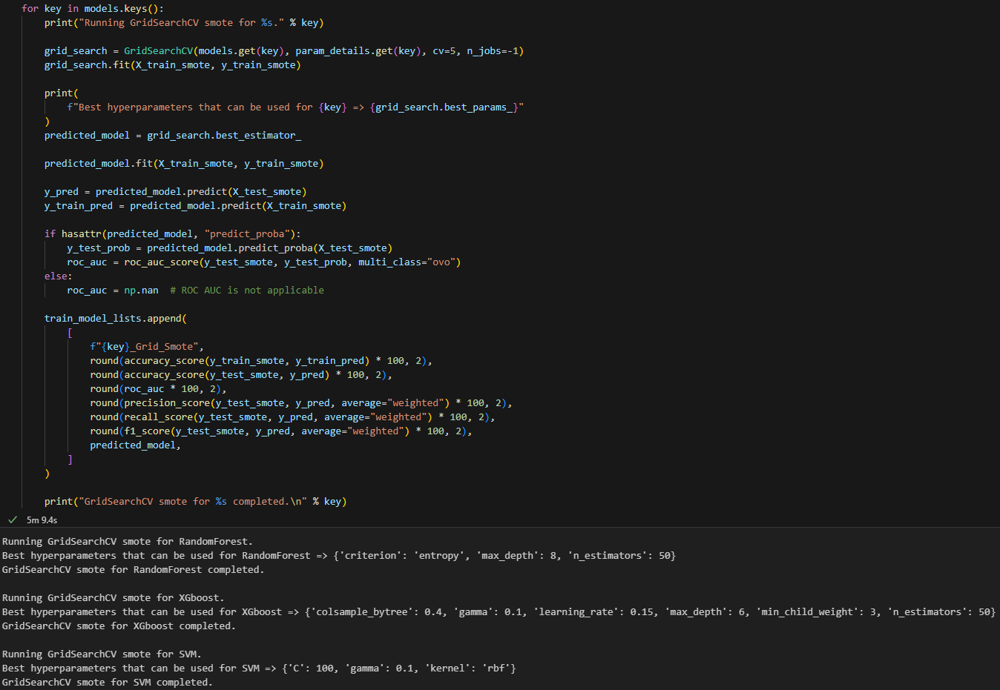 for key in models.keys():
    print("Running GridSearchCV smote for %s." % key)

    grid_search = GridSearchCV(models.get(key), param_details.get(key), cv=5, n_jobs=-1)
    grid_search.fit(X_train_smote, y_train_smote)

    print(
        f"Best hyperparameters that can be used for {key} => {grid_search.best_params_}"
    )
    predicted_model = grid_search.best_estimator_

    predicted_model.fit(X_train_smote, y_train_smote)

    y_pred = predicted_model.predict(X_test_smote)
    y_train_pred = predicted_model.predict(X_train_smote)

    if hasattr(predicted_model, "predict_proba"):
        y_test_prob = predicted_model.predict_proba(X_test_smote)
        roc_auc = roc_auc_score(y_test_smote, y_test_prob, multi_class="ovo")
    else:
        roc_auc = np.nan  # ROC AUC is not applicable

    train_model_lists.append(
        [
            f"{key}_Grid_Smote",
            round(accuracy_score(y_train_smote, y_train_pred) * 100, 2),
            round(accuracy_score(y_test_smote, y_pred) * 100, 2),
            round(roc_auc * 100, 2),
            round(precision_score(y_test_smote, y_pred, average="weighted") * 100, 2),
            round(recall_score(y_test_smote, y_pred, average="weighted") * 100, 2),
            round(f1_score(y_test_smote, y_pred, average="weighted") * 100, 2),
            predicted_model,
        ]
    )

    print("GridSearchCV smote for %s completed.\n" % key)
5m 9.4s
Running GridSearchCV smote for RandomForest.
Best hyperparameters that can be used for RandomForest => {'criterion': 'entropy', 'max_depth': 8, 'n_estimators': 50}
GridSearchCV smote for RandomForest completed.

Running GridSearchCV smote for XGboost.
Best hyperparameters that can be used for XGboost => {'colsample_bytree': 0.4, 'gamma': 0.1, 'learning_rate': 0.15, 'max_depth': 6, 'min_child_weight': 3, 'n_estimators': 50}
GridSearchCV smote for XGboost completed.

Running GridSearchCV smote for SVM.
Best hyperparameters that can be used for SVM => {'C': 100, 'gamma': 0.1, 'kernel': 'rbf'}
GridSearchCV smote for SVM completed.